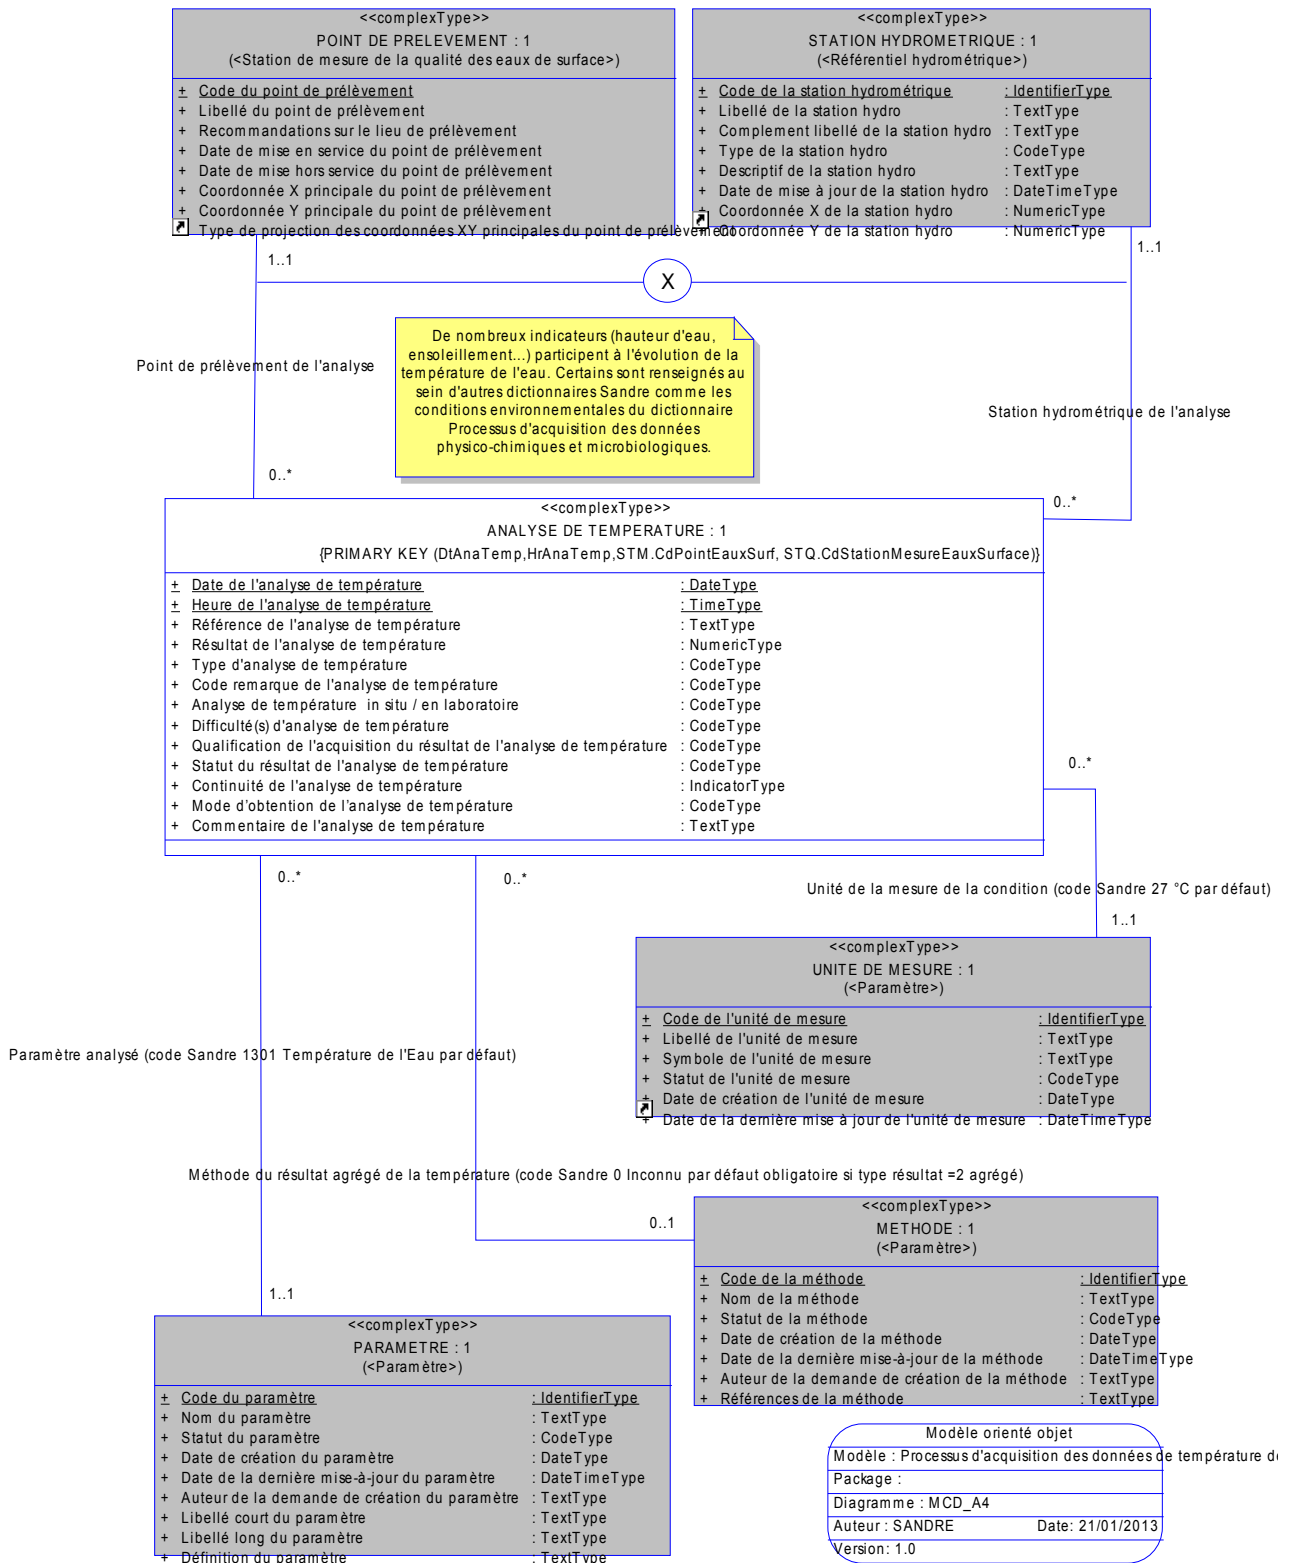 <<complexType>>
POINT DE PRELEVEMENT : 1
(<Station de mesure de la qualité des eaux de surface>)
+ Code du point de prélèvement
+ Libellé du point de prélèvement
+ Recommandations sur le lieu de prélèvement
+ Date de mise en service du point de prélèvement
+ Date de mise hors service du point de prélèvement
+ Coordonnée X principale du point de prélèvement
+ Coordonnée Y principale du point de prélèvement
Type de projection des coordonnées XY principales du point de prélèvement
<<complexType>>
STATION HYDROMETRIQUE : 1
(<Référentiel hydrométrique>)
+ Code de la station hydrométrique : IdentifierType
+ Libellé de la station hydro : TextType
+ Complement libellé de la station hydro : TextType
+ Type de la station hydro : CodeType
+ Descriptif de la station hydro : TextType
+ Date de mise à jour de la station hydro : DateTimeType
+ Coordonnée X de la station hydro : NumericType
+ Coordonnée Y de la station hydro : NumericType
1..1
1..1
X
De nombreux indicateurs (hauteur d'eau,
ensoleillement...) participent à l'évolution de la
température de l'eau. Certains sont renseignés au
sein d'autres dictionnaires Sandre comme les
conditions environnementales du dictionnaire
Processus d'acquisition des données
physico-chimiques et microbiologiques.
Point de prélèvement de l'analyse
Station hydrométrique de l'analyse
0..*
0..*
<<complexType>>
ANALYSE DE TEMPERATURE : 1
{PRIMARY KEY (DtAnaTemp,HrAnaTemp,STM.CdPointEauxSurf, STQ.CdStationMesureEauxSurface)}
+ Date de l'analyse de température : DateType
+ Heure de l'analyse de température : TimeType
+ Référence de l'analyse de température : TextType
+ Résultat de l'analyse de température : NumericType
+ Type d'analyse de température : CodeType
+ Code remarque de l'analyse de température : CodeType
+ Analyse de température in situ / en laboratoire : CodeType
+ Difficulté(s) d'analyse de température : CodeType
+ Qualification de l'acquisition du résultat de l'analyse de température : CodeType
+ Statut du résultat de l'analyse de température : CodeType
+ Continuité de l'analyse de température : IndicatorType
+ Mode d’obtention de l’analyse de température : CodeType
+ Commentaire de l'analyse de température : TextType
0..*
0..*
0..*
Unité de la mesure de la condition (code Sandre 27 °C par défaut)
1..1
<<complexType>>
UNITE DE MESURE : 1
(<Paramètre>)
+ Code de l'unité de mesure : IdentifierType
+ Libellé de l'unité de mesure : TextType
+ Symbole de l'unité de mesure : TextType
+ Statut de l'unité de mesure : CodeType
+ Date de création de l'unité de mesure : DateType
+ Date de la dernière mise à jour de l'unité de mesure : DateTimeType
Paramètre analysé (code Sandre 1301 Température de l'Eau par défaut)
Méthode du résultat agrégé de la température (code Sandre 0 Inconnu par défaut obligatoire si type résultat =2 agrégé)
0..1
<<complexType>>
METHODE : 1
(<Paramètre>)
+ Code de la méthode : IdentifierType
+ Nom de la méthode : TextType
+ Statut de la méthode : CodeType
+ Date de création de la méthode : DateType
+ Date de la dernière mise-à-jour de la méthode : DateTimeType
+ Auteur de la demande de création de la méthode : TextType
+ Références de la méthode : TextType
1..1
<<complexType>>
PARAMETRE : 1
(<Paramètre>)
+ Code du paramètre : IdentifierType
+ Nom du paramètre : TextType
+ Statut du paramètre : CodeType
+ Date de création du paramètre : DateType
+ Date de la dernière mise-à-jour du paramètre : DateTimeType
+ Auteur de la demande de création du paramètre : TextType
+ Libellé court du paramètre : TextType
+ Libellé long du paramètre : TextType
+ Définition du paramètre : TextType
Modèle orienté objet
Modèle : Processus d'acquisition des données de température d
Package :
Diagramme : MCD_A4
Auteur : SANDRE Date: 21/01/2013
Version: 1.0